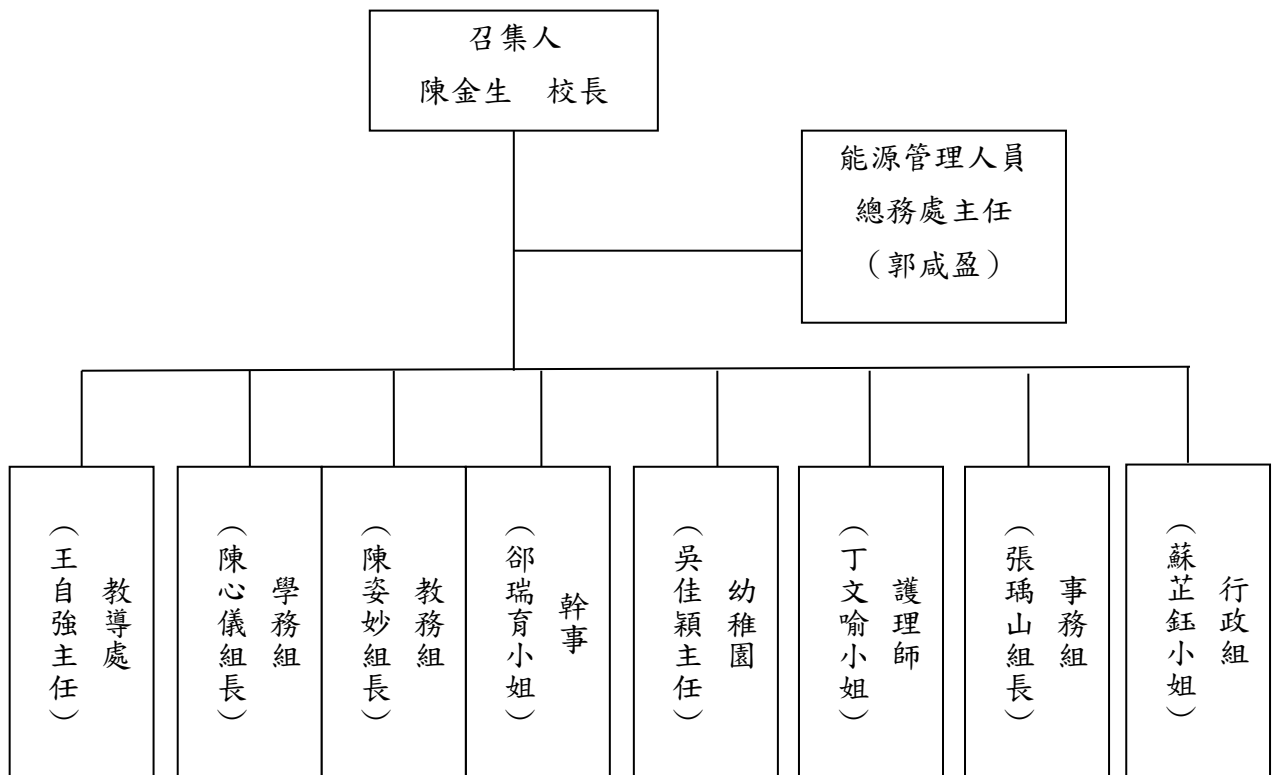 召集人
陳金生　校長
能源管理人員
總務處主任
（郭咸盈）
教導處
（王自強主任）
學務組
（陳心儀組長）
教務組
（陳姿妙組長）
幹事
（郤瑞育小姐）
幼稚園
（吳佳穎主任）
護理師
（丁文喻小姐）
事務組
（張瑀山組長）
行政組
（蘇芷鈺小姐）